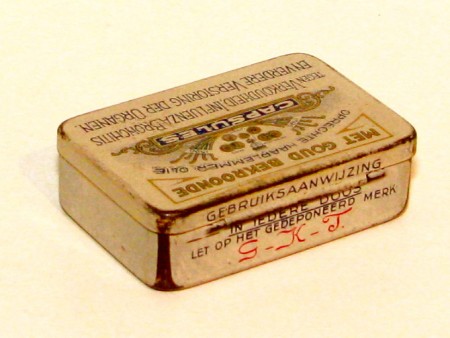 MET GOUD BEKROONDE
OPRECHTE HAARLEMMER OLIE
CAPSULES
TEGEN VERKOUDHEID INFLUENZA BRONCHITIS
EN VERDERE VERSTORING DER ORGANEN
GEBRUIKSAANWIJZING
IN IEDERE DOOS
LET OP HET GEDEPONEERD MERK
G-K-T.